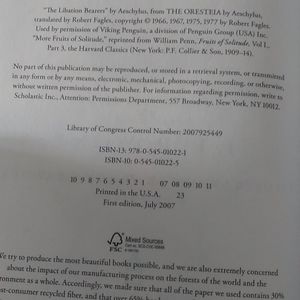 "The Libation Bearers" by Aeschylus, from THE ORESTEIA by Aeschylus,
translated by Robert Fagles, copyright © 1966, 1967, 1975, 1977 by Robert Fagles.
Used by permission of Viking Penguin, a division of Penguin Group (USA) Inc.
"More Fruits of Solitude," reprinted from William Penn, Fruits of Solitude, Vol I.,
Part 3, the Harvard Classics (New York: P.F. Collier & Son, 1909–14).
No part of this publication may be reproduced, or stored in a retrieval system, or transmitted
in any form or by any means, electronic, mechanical, photocopying, recording, or otherwise,
without written permission of the publisher. For information regarding permission, write to
Scholastic Inc., Attention: Permissions Department, 557 Broadway, New York, NY 10012.
Library of Congress Control Number: 2007925449
ISBN-13: 978-0-545-01022-1
ISBN-10: 0-545-01022-5
10 9 8 7 6 5 4 3 2 1 07 08 09 10 11
Printed in the U.S.A. 23
First edition, July 2007
FSC
Mixed Sources
We try to produce the most beautiful books possible, and we are also extremely concerned
about the impact of our manufacturing process on the forests of the world and the
environment as a whole. Accordingly, we made sure that all of the paper we used contains 30%
post-consumer recycled fiber, and that over 65%